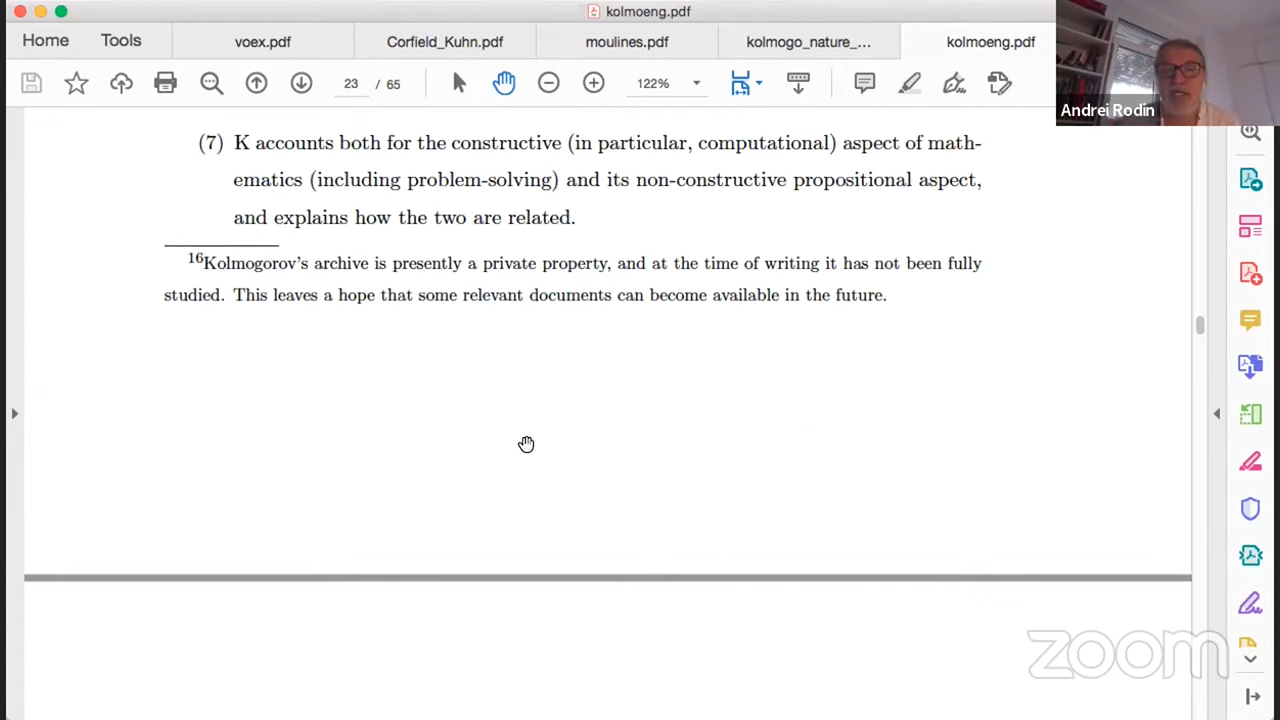 kolmoeng.pdf
Home Tools voex.pdf Corfield_Kuhn.pdf moulines.pdf kolmogo_nature_... kolmoeng.pdf
23 / 65 122%
Andrei Rodin
(7) K accounts both for the constructive (in particular, computational) aspect of math-
ematics (including problem-solving) and its non-constructive propositional aspect,
and explains how the two are related.
16Kolmogorov's archive is presently a private property, and at the time of writing it has not been fully
studied. This leaves a hope that some relevant documents can become available in the future.
zoom